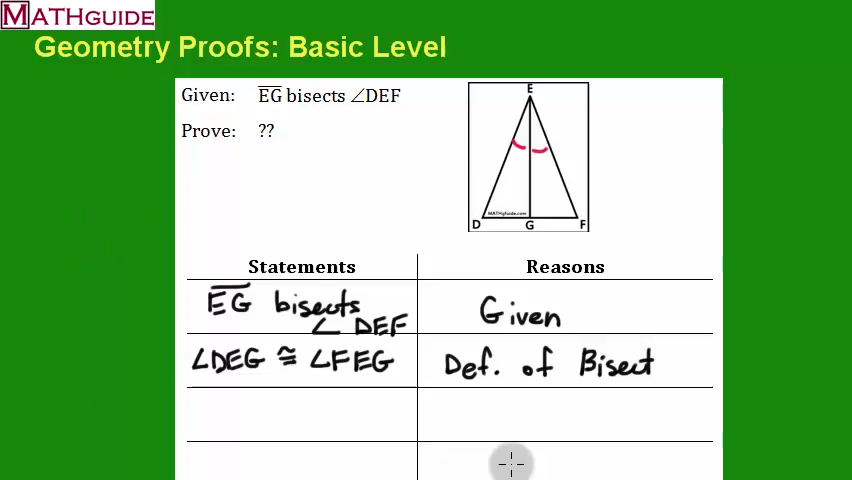 MATHGUIDE
Geometry Proofs: Basic Level
Given: EG bisects ∠DEF
Prove: ??
E
MATHguide.com
D G F
Statements Reasons
EG bisects ∠DEF Given
∠DEG ≅ ∠FEG Def. of Bisect